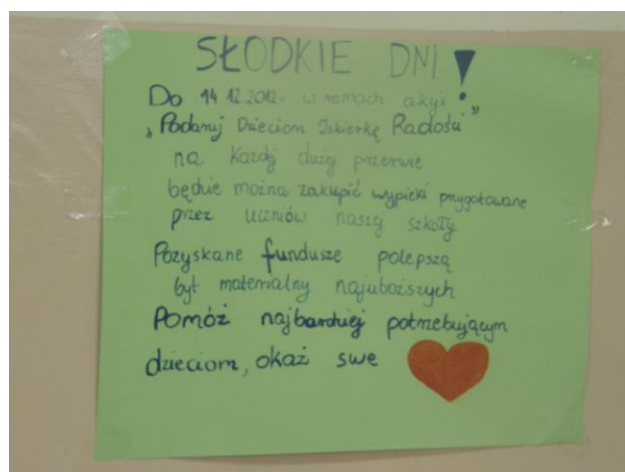 SŁODKIE DNI!
Do 14.12.2012r. w ramach akcji
„Podaruj Dzieciom Iskierkę Radości"
na każdej dużej przerwie
będzie można zakupić wypieki przygotowane
przez uczniów naszej szkoły
Pozyskane fundusze polepszą
byt materialny najuboższych
Pomóż najbardziej potrzebującym
dzieciom, okaż swe